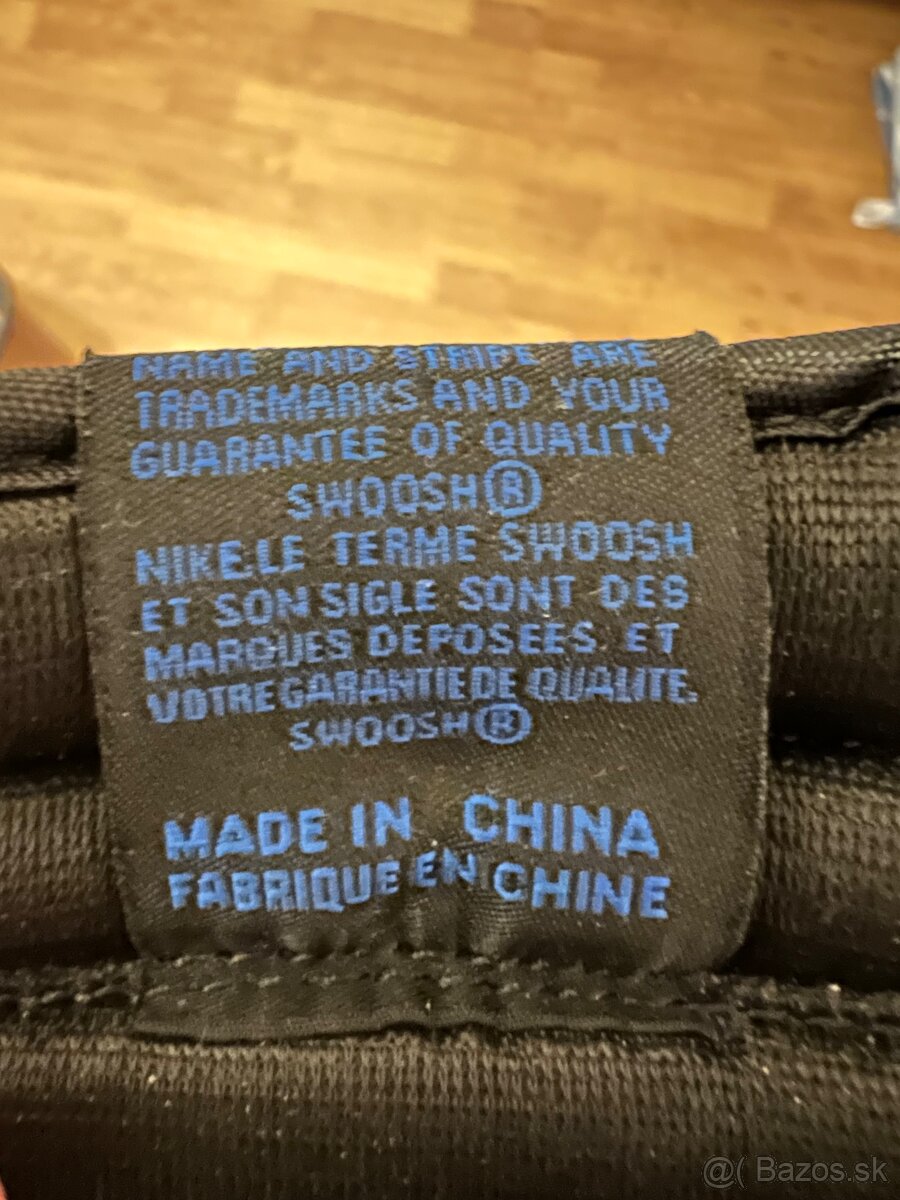 NAME AND STRIPE ARE
TRADEMARKS AND YOUR
GUARANTEE OF QUALITY
SWOOSH®
NIKE.LE TERME SWOOSH
ET SON SIGLE SONT DES
MARQUES DEPOSEES ET
VOTRE GARANTIE DE QUALITE.
SWOOSH®
MADE IN CHINA
FABRIQUE EN CHINE
@( Bazos.sk